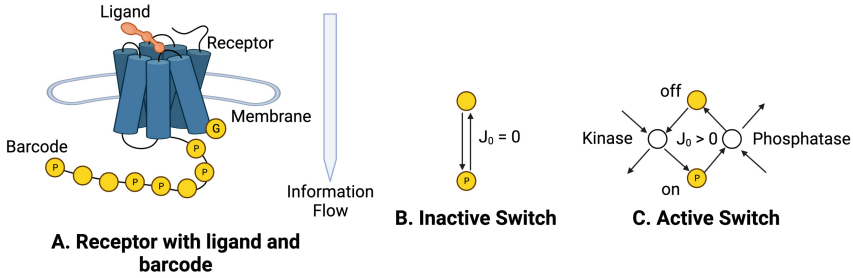 Ligand
Receptor
Membrane
G
Barcode
P
P
P
P
P
P
Information
Flow
A. Receptor with ligand and
barcode
J₀ = 0
P
B. Inactive Switch
off
Kinase
J₀ > 0
Phosphatase
P
on
C. Active Switch